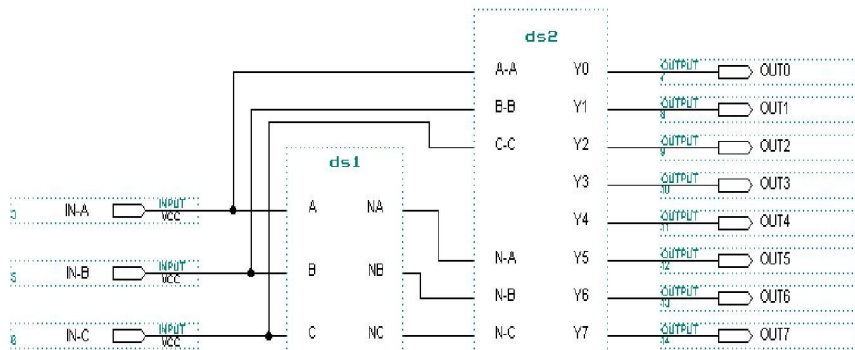 ds2
A-A Y0 OUTPUT OUT0
B-B Y1 OUTPUT OUT1
C-C Y2 OUTPUT OUT2
ds1
Y3 OUTPUT OUT3
IN-A INPUT VCC A NA Y4 OUTPUT OUT4
N-A Y5 OUTPUT OUT5
IN-B INPUT VCC B NB
N-B Y6 OUTPUT OUT6
IN-C INPUT VCC C NC N-C Y7 OUTPUT OUT7